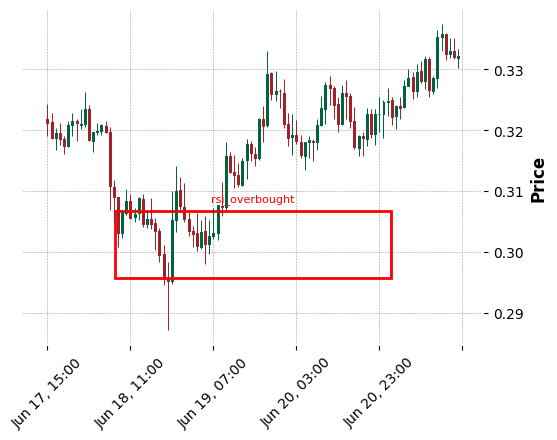 0.33
0.32
0.31
0.30
0.29
Price
rsi_overbought
Jun 17, 15:00
Jun 18, 11:00
Jun 19, 07:00
Jun 20, 03:00
Jun 20, 23:00